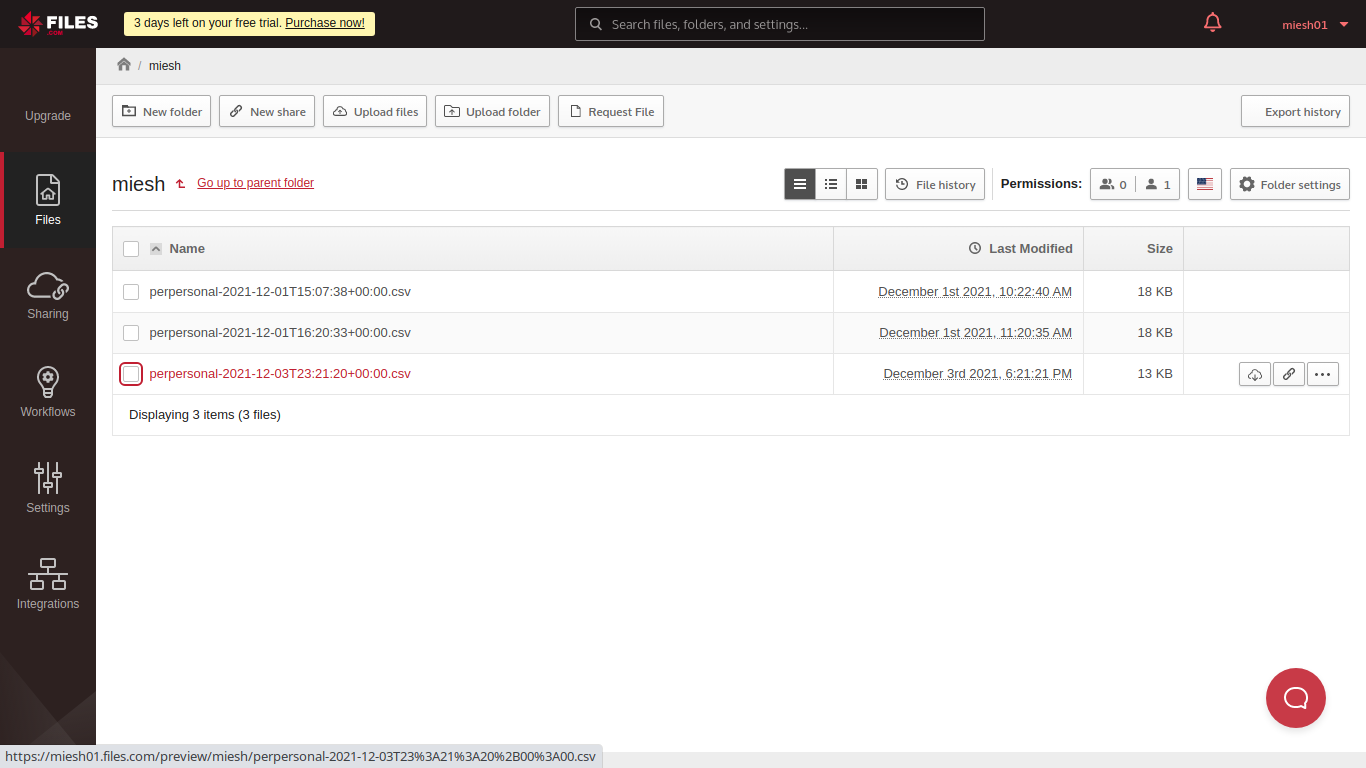 FILES
.COM
3 days left on your free trial. Purchase now!
Search files, folders, and settings...
miesh01
/ miesh
Upgrade
New folder
New share
Upload files
Upload folder
Request File
Export history
Files
miesh
Go up to parent folder
File history
Permissions:
0
1
Folder settings
Name
Last Modified
Size
perpersonal-2021-12-01T15:07:38+00:00.csv
December 1st 2021, 10:22:40 AM
18 KB
perpersonal-2021-12-01T16:20:33+00:00.csv
December 1st 2021, 11:20:35 AM
18 KB
perpersonal-2021-12-03T23:21:20+00:00.csv
December 3rd 2021, 6:21:21 PM
13 KB
Displaying 3 items (3 files)
Sharing
Workflows
Settings
Integrations
https://miesh01.files.com/preview/miesh/perpersonal-2021-12-03T23%3A21%3A20%2B00%3A00.csv